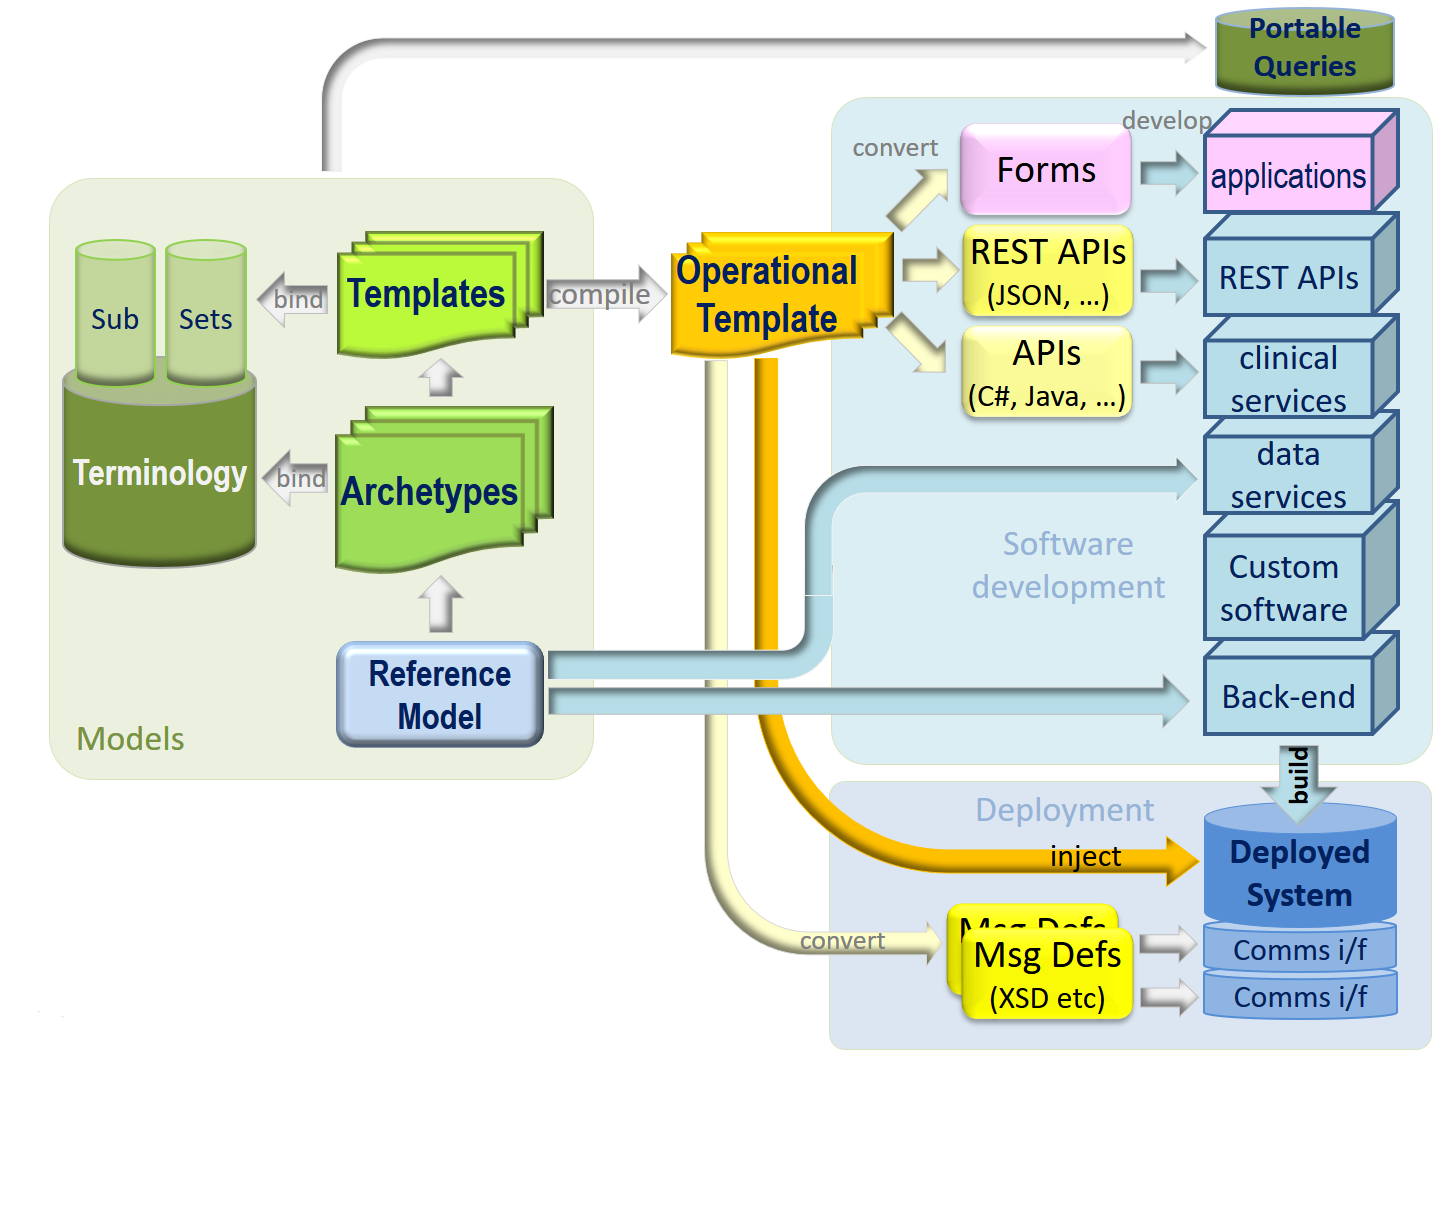 Portable
Queries
develop
convert
Forms
applications
REST APIs
(JSON, ...)
REST APIs
APIs
(C#, Java, ...)
clinical
services
data
services
Software
development
Custom
software
Back-end
build
Sub
Sets
bind
Templates
compile
Operational
Template
Terminology
bind
Archetypes
Reference
Model
Models
Deployment
inject
Deployed
System
convert
Msg Defs
Msg Defs
(XSD etc)
Comms i/f
Comms i/f